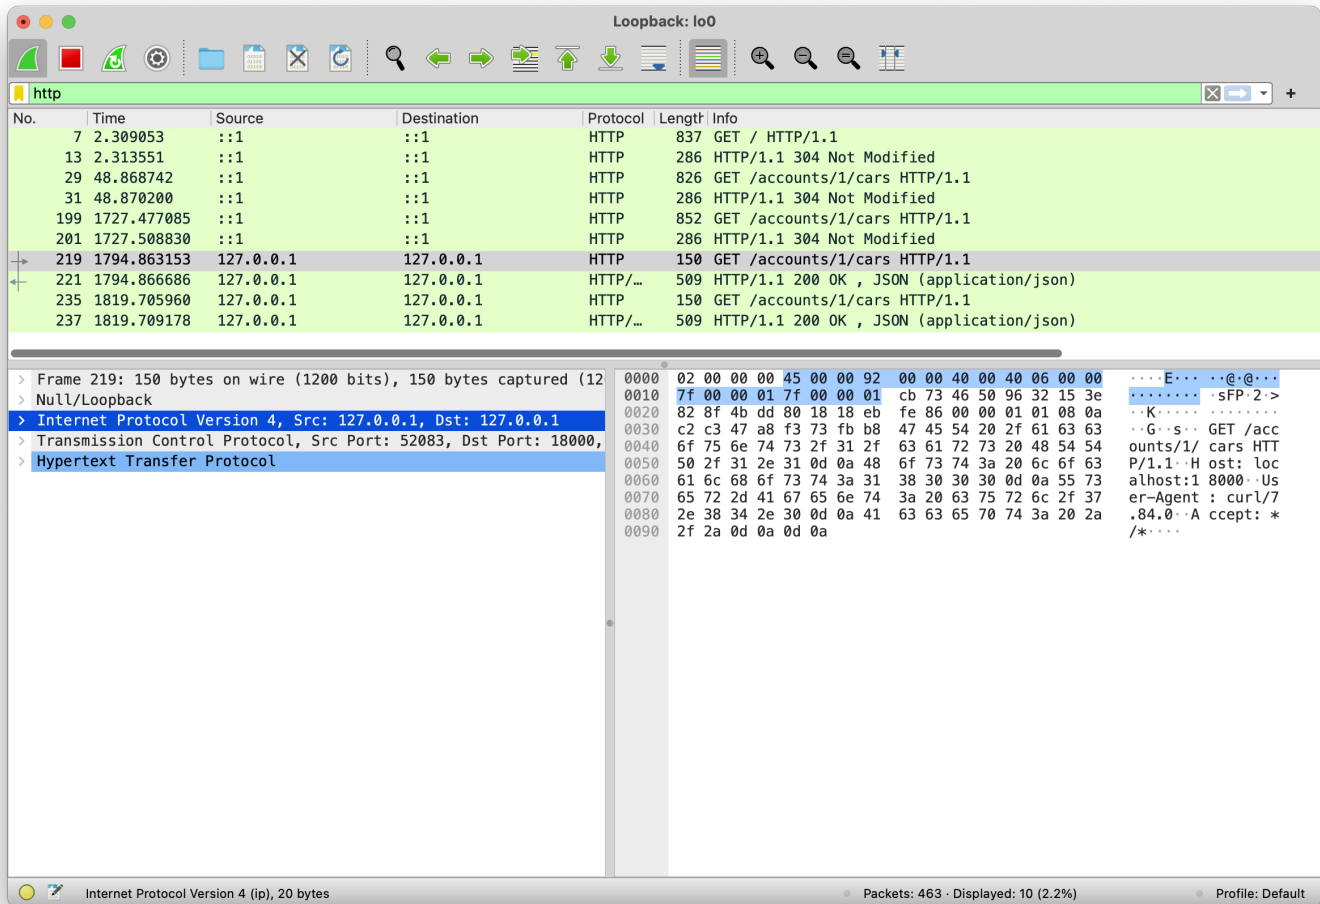 Loopback: lo0
http
+
No. Time Source Destination Protocol Length Info
7 2.309053 ::1 ::1 HTTP 837 GET / HTTP/1.1
13 2.313551 ::1 ::1 HTTP 286 HTTP/1.1 304 Not Modified
29 48.868742 ::1 ::1 HTTP 826 GET /accounts/1/cars HTTP/1.1
31 48.870200 ::1 ::1 HTTP 286 HTTP/1.1 304 Not Modified
199 1727.477085 ::1 ::1 HTTP 852 GET /accounts/1/cars HTTP/1.1
201 1727.508830 ::1 ::1 HTTP 286 HTTP/1.1 304 Not Modified
219 1794.863153 127.0.0.1 127.0.0.1 HTTP 150 GET /accounts/1/cars HTTP/1.1
221 1794.866686 127.0.0.1 127.0.0.1 HTTP/… 509 HTTP/1.1 200 OK , JSON (application/json)
235 1819.705960 127.0.0.1 127.0.0.1 HTTP 150 GET /accounts/1/cars HTTP/1.1
237 1819.709178 127.0.0.1 127.0.0.1 HTTP/… 509 HTTP/1.1 200 OK , JSON (application/json)
Frame 219: 150 bytes on wire (1200 bits), 150 bytes captured (12
Null/Loopback
Internet Protocol Version 4, Src: 127.0.0.1, Dst: 127.0.0.1
Transmission Control Protocol, Src Port: 52083, Dst Port: 18000,
Hypertext Transfer Protocol
0000 02 00 00 00 45 00 00 92 00 00 40 00 40 06 00 00 ····E··· ··@·@···
0010 7f 00 00 01 7f 00 00 01 cb 73 46 50 96 32 15 3e ········ ·sFP·2·>
0020 82 8f 4b dd 80 18 18 eb fe 86 00 00 01 01 08 0a ··K····· ········
0030 c2 c3 47 a8 f3 73 fb b8 47 45 54 20 2f 61 63 63 ··G··s·· GET /acc
0040 6f 75 6e 74 73 2f 31 2f 63 61 72 73 20 48 54 54 ounts/1/ cars HTT
0050 50 2f 31 2e 31 0d 0a 48 6f 73 74 3a 20 6c 6f 63 P/1.1··H ost: loc
0060 61 6c 68 6f 73 74 3a 31 38 30 30 30 0d 0a 55 73 alhost:1 8000··Us
0070 65 72 2d 41 67 65 6e 74 3a 20 63 75 72 6c 2f 37 er-Agent : curl/7
0080 2e 38 34 2e 30 0d 0a 41 63 63 65 70 74 3a 20 2a .84.0··A ccept: *
0090 2f 2a 0d 0a 0d 0a /*····
Internet Protocol Version 4 (ip), 20 bytes
Packets: 463 · Displayed: 10 (2.2%)
Profile: Default